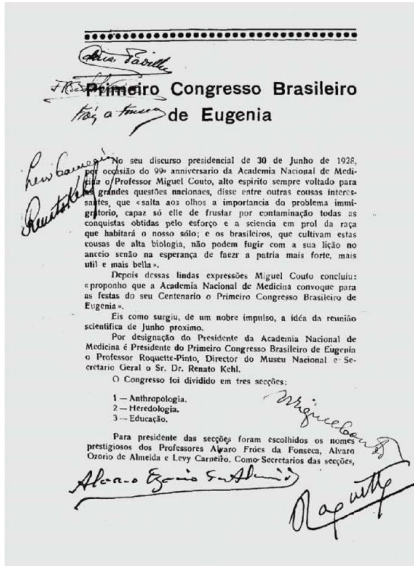 Primeiro Congresso Brasileiro
de Eugenia
No seu discurso presidencial de 30 de Junho de 1928,
por occasião do 99º anniversario da Academia Nacional de Medi-
cina o Professor Miguel Couto, alto espirito sempre voltado para
as grandes questões nacionaes, disse entre outras cousas interes-
santes, que «salta aos olhos a importancia do problema immi-
gratorio, capaz só elle de frustar por contaminação todas as
conquistas obtidas pelo esforço e a sciencia em prol da raça
que habitará o nosso sólo; e os brasileiros, que cultivam estas
cousas de alta biologia, não podem fugir com a sua lição no
anceio senão na esperança de faezr a patria mais forte, mais
util e mais bella».
Depois dessas lindas expressões Miguel Couto concluiu:
«proponho que a Academia Nacional de Medicina convoque para
as festas do seu Centenario o Primeiro Congresso Brasileiro de
Eugenia».
Eis como surgiu, de um nobre impulso, a idéa da reunião
scientifica de Junho proximo.
Por designação do Presidente da Academia Nacional de
Medicina é Presidente do Primeiro Congresso Brasileiro de Eugenia
o Professor Roquette-Pinto, Director do Museu Nacional e Se-
cretario Geral o Sr. Dr. Renato Kehl.
O Congresso foi dividido em tres secções:
1 — Anthropologia.
2 — Heredologia.
3 — Educação.
Miguel Couto
Para presidente das secções foram escolhidos os nomes
prestigiosos dos Professores Alvaro Fróes da Fonseca, Alvaro
Ozorio de Almeida e Levy Carneiro. Como Secretarios das secções,
Alvaro Ozorio de Almeida
Roquette